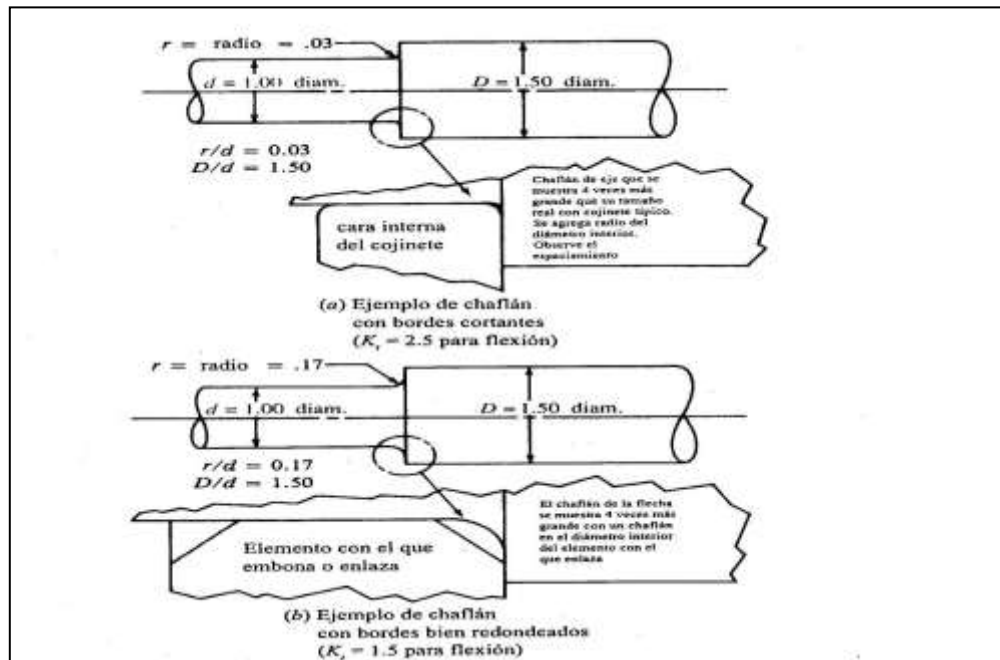 r = radio = .03
d = 1.00 diam.
D = 1.50 diam.
r/d = 0.03
D/d = 1.50
Chaflán de eje que se
muestra 4 veces más
grande que su tamaño
real con cojinete típico.
Se agrega radio del
diámetro interior.
Observe el
espaciamiento
cara interna
del cojinete
(a) Ejemplo de chaflán
con bordes cortantes
(Kt = 2.5 para flexión)
r = radio = .17
d = 1.00 diam.
D = 1.50 diam.
r/d = 0.17
D/d = 1.50
El chaflán de la flecha
se muestra 4 veces más
grande con un chaflán
en el diámetro interior
del elemento con el
que enlaza
Elemento con el que
embona o enlaza
(b) Ejemplo de chaflán
con bordes bien redondeados
(Kt = 1.5 para flexión)